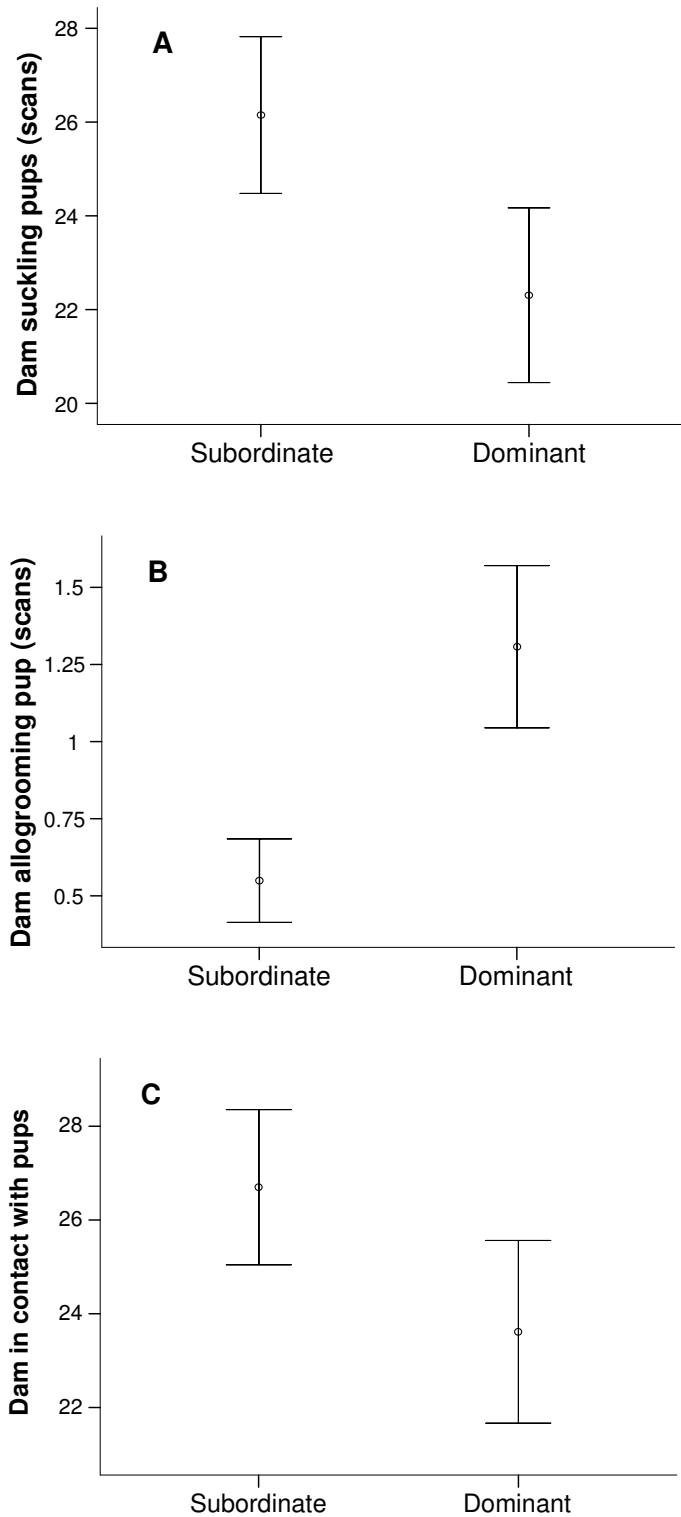 A
Dam suckling pups (scans)
28
26
24
22
20
Subordinate Dominant
B
Dam allogrooming pup (scans)
1.5
1.25
1
0.75
0.5
Subordinate Dominant
C
Dam in contact with pups
28
26
24
22
Subordinate Dominant